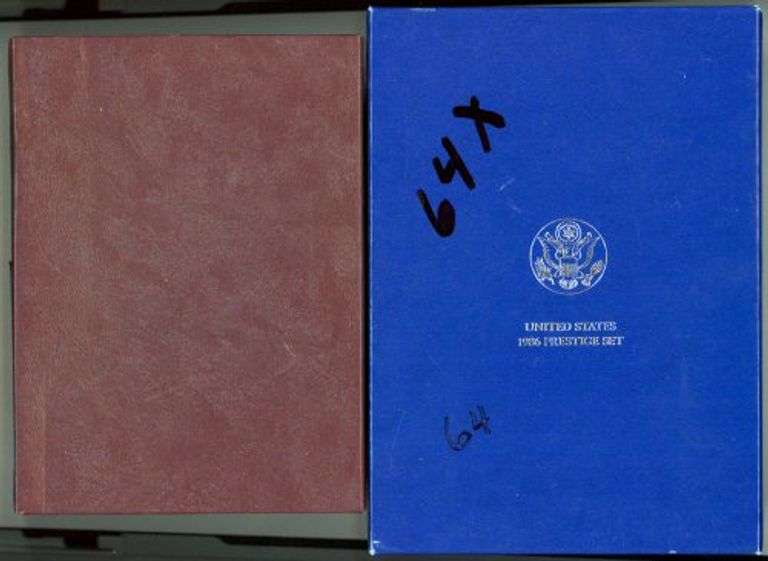 64X
UNITED STATES
1986 PRESTIGE SET
64